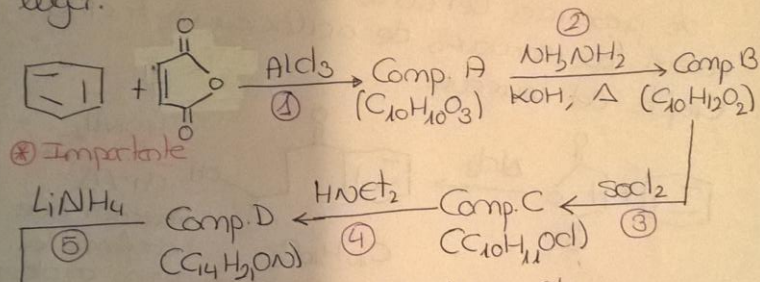 AlCl3
①
Comp. A
(C10H10O3)
②
NH2NH2
KOH, Δ
Comp B
(C10H12O2)
O
O
O
+
⊛ Importante
SOCl2
③
Comp. C
(C10H11OCl)
HNEt2
④
Comp. D
(C14H21ON)
LiAlH4
⑤